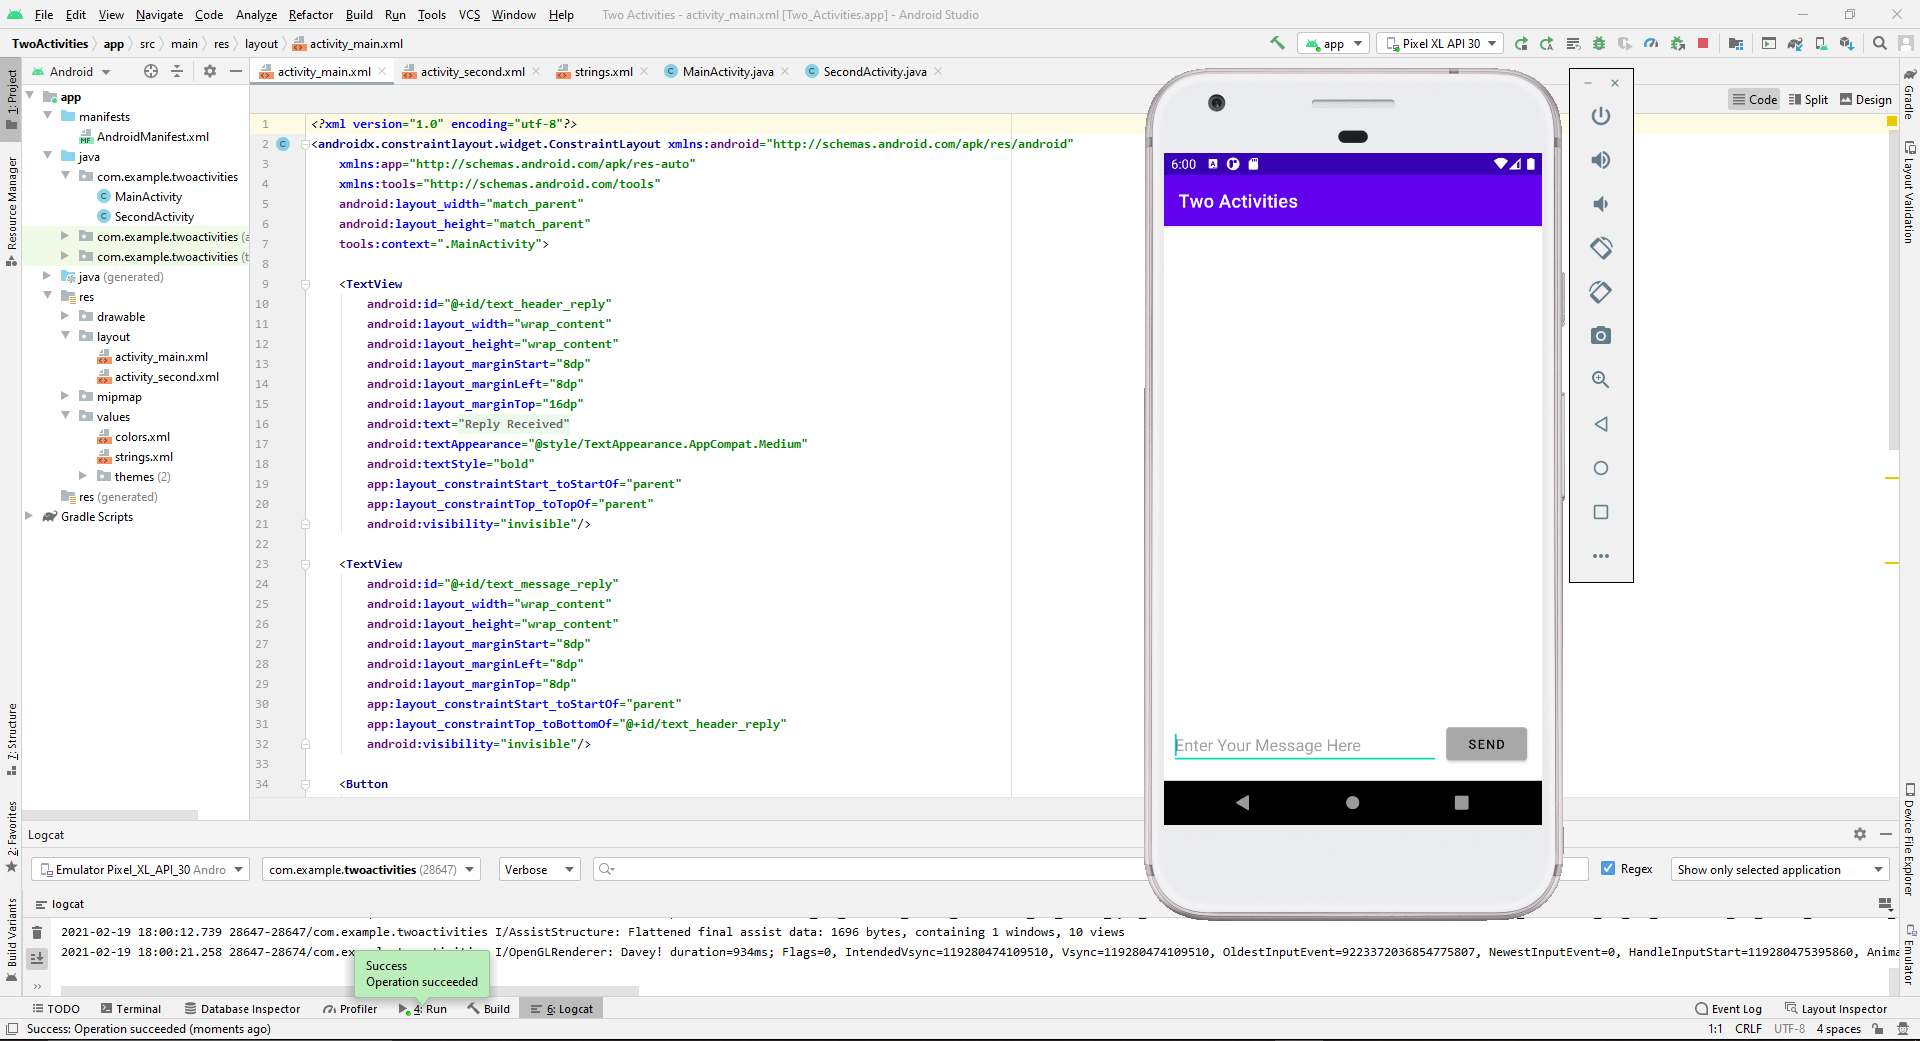 File Edit View Navigate Code Analyze Refactor Build Run Tools VCS Window Help Two Activities - activity_main.xml [Two_Activities.app] - Android Studio
TwoActivities app src main res layout activity_main.xml app Pixel XL API 30
Android activity_main.xml activity_second.xml strings.xml MainActivity.java SecondActivity.java
Code Split Design
1: Project
Resource Manager
7: Structure
2: Favorites
Build Variants
app
manifests
AndroidManifest.xml
java
com.example.twoactivities
MainActivity
SecondActivity
com.example.twoactivities (a
com.example.twoactivities (t
java (generated)
res
drawable
layout
activity_main.xml
activity_second.xml
mipmap
values
colors.xml
strings.xml
themes (2)
res (generated)
Gradle Scripts
1 <?xml version="1.0" encoding="utf-8"?>
2 <androidx.constraintlayout.widget.ConstraintLayout xmlns:android="http://schemas.android.com/apk/res/android"
3 xmlns:app="http://schemas.android.com/apk/res-auto"
4 xmlns:tools="http://schemas.android.com/tools"
5 android:layout_width="match_parent"
6 android:layout_height="match_parent"
7 tools:context=".MainActivity">
8
9 <TextView
10 android:id="@+id/text_header_reply"
11 android:layout_width="wrap_content"
12 android:layout_height="wrap_content"
13 android:layout_marginStart="8dp"
14 android:layout_marginLeft="8dp"
15 android:layout_marginTop="16dp"
16 android:text="Reply Received"
17 android:textAppearance="@style/TextAppearance.AppCompat.Medium"
18 android:textStyle="bold"
19 app:layout_constraintStart_toStartOf="parent"
20 app:layout_constraintTop_toTopOf="parent"
21 android:visibility="invisible"/>
22
23 <TextView
24 android:id="@+id/text_message_reply"
25 android:layout_width="wrap_content"
26 android:layout_height="wrap_content"
27 android:layout_marginStart="8dp"
28 android:layout_marginLeft="8dp"
29 android:layout_marginTop="8dp"
30 app:layout_constraintStart_toStartOf="parent"
31 app:layout_constraintTop_toBottomOf="@+id/text_header_reply"
32 android:visibility="invisible"/>
33
34 <Button
6:00
Two Activities
Enter Your Message Here SEND
Gradle
Layout Validation
Device File Explorer
Emulator
Logcat
Emulator Pixel_XL_API_30 Andro com.example.twoactivities (28647) Verbose Regex Show only selected application
logcat
2021-02-19 18:00:12.739 28647-28647/com.example.twoactivities I/AssistStructure: Flattened final assist data: 1696 bytes, containing 1 windows, 10 views
2021-02-19 18:00:21.258 28647-28674/com.ex I/OpenGLRenderer: Davey! duration=934ms; Flags=0, IntendedVsync=119280474109510, Vsync=119280474109510, OldestInputEvent=9223372036854775807, NewestInputEvent=0, HandleInputStart=119280475395860, Anima
Success
Operation succeeded
TODO Terminal Database Inspector Profiler 4: Run Build 6: Logcat Event Log Layout Inspector
Success: Operation succeeded (moments ago) 1:1 CRLF UTF-8 4 spaces